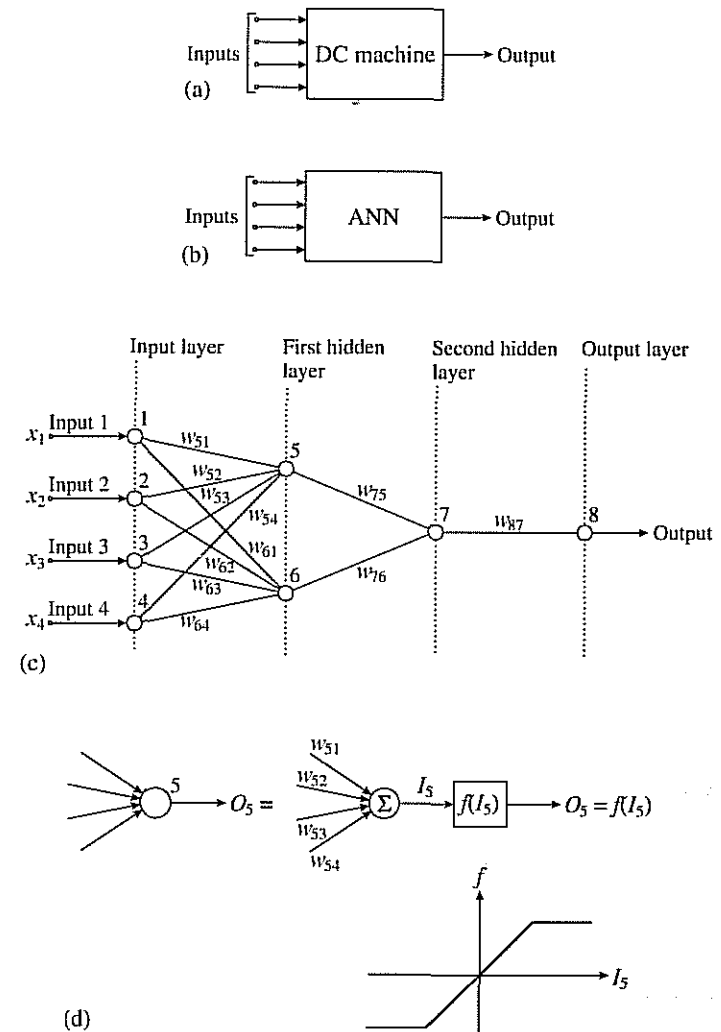 Inputs
DC machine
Output
(a)
Inputs
ANN
Output
(b)
Input layer
First hidden layer
Second hidden layer
Output layer
x1 Input 1
1
w51
5
x2 Input 2
2
w52
w53
w54
w75
7
w87
8
Output
x3 Input 3
3
w61
w62
w63
6
w76
x4 Input 4
4
w64
(c)
5
O5 =
w51
w52
w53
w54
Σ
I5
f(I5)
O5 = f(I5)
f
I5
(d)